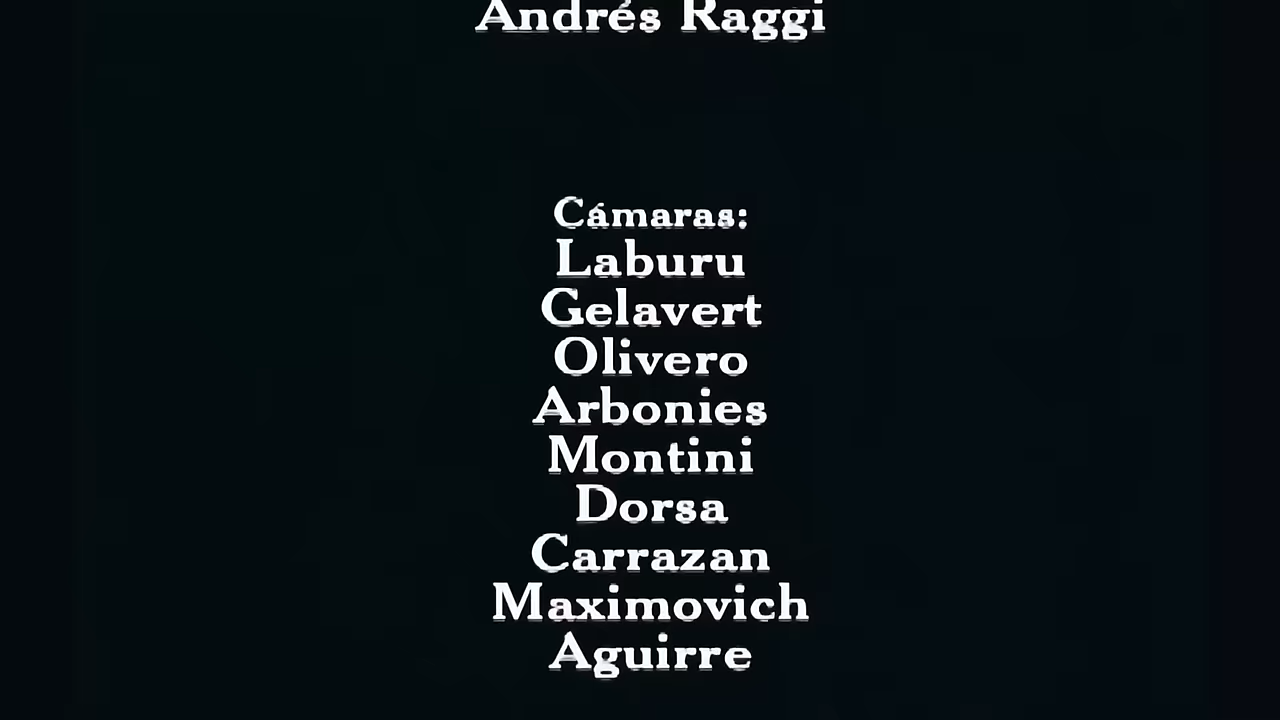 Andrés Raggi
Cámaras:
Laburu
Gelavert
Olivero
Arbonies
Montini
Dorsa
Carrazan
Maximovich
Aguirre